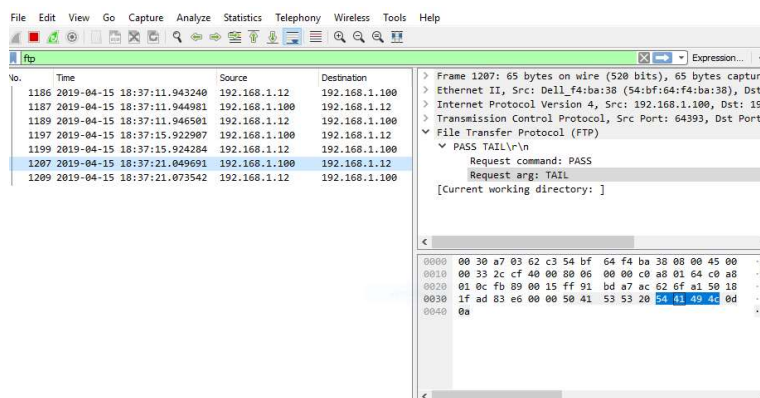 File Edit View Go Capture Analyze Statistics Telephony Wireless Tools Help
ftp
Expression...
No. Time Source Destination
1186 2019-04-15 18:37:11.943240 192.168.1.12 192.168.1.100
1187 2019-04-15 18:37:11.944981 192.168.1.100 192.168.1.12
1189 2019-04-15 18:37:11.946501 192.168.1.12 192.168.1.100
1197 2019-04-15 18:37:15.922907 192.168.1.100 192.168.1.12
1199 2019-04-15 18:37:15.924284 192.168.1.12 192.168.1.100
1207 2019-04-15 18:37:21.049691 192.168.1.100 192.168.1.12
1209 2019-04-15 18:37:21.073542 192.168.1.12 192.168.1.100
> Frame 1207: 65 bytes on wire (520 bits), 65 bytes captur
> Ethernet II, Src: Dell_f4:ba:38 (54:bf:64:f4:ba:38), Dst
> Internet Protocol Version 4, Src: 192.168.1.100, Dst: 19
> Transmission Control Protocol, Src Port: 64393, Dst Port
File Transfer Protocol (FTP)
PASS TAIL\r\n
Request command: PASS
Request arg: TAIL
[Current working directory: ]
0000 00 30 a7 03 62 c3 54 bf 64 f4 ba 38 08 00 45 00
0010 00 33 2c cf 40 00 80 06 00 00 c0 a8 01 64 c0 a8
0020 01 0c fb 89 00 15 ff 91 bd a7 ac 62 6f a1 50 18
0030 1f ad 83 e6 00 00 50 41 53 53 20 54 41 49 4c 0d
0040 0a